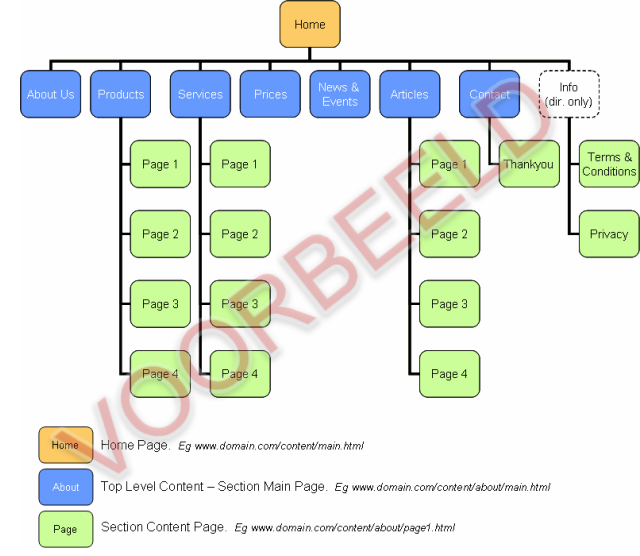 Home
About Us
Products
Services
Prices
News &
Events
Articles
Contact
Info
(dir. only)
Page 1
Page 1
Page 1
Thankyou
Terms &
Conditions
Page 2
Page 2
Page 2
Privacy
Page 3
Page 3
Page 3
Page 4
Page 4
Page 4
VOORBEELD
Home
Home Page. Eg www.domain.com/content/main.html
About
Top Level Content – Section Main Page. Eg www.domain.com/content/about/main.html
Page
Section Content Page. Eg www.domain.com/content/about/page1.html